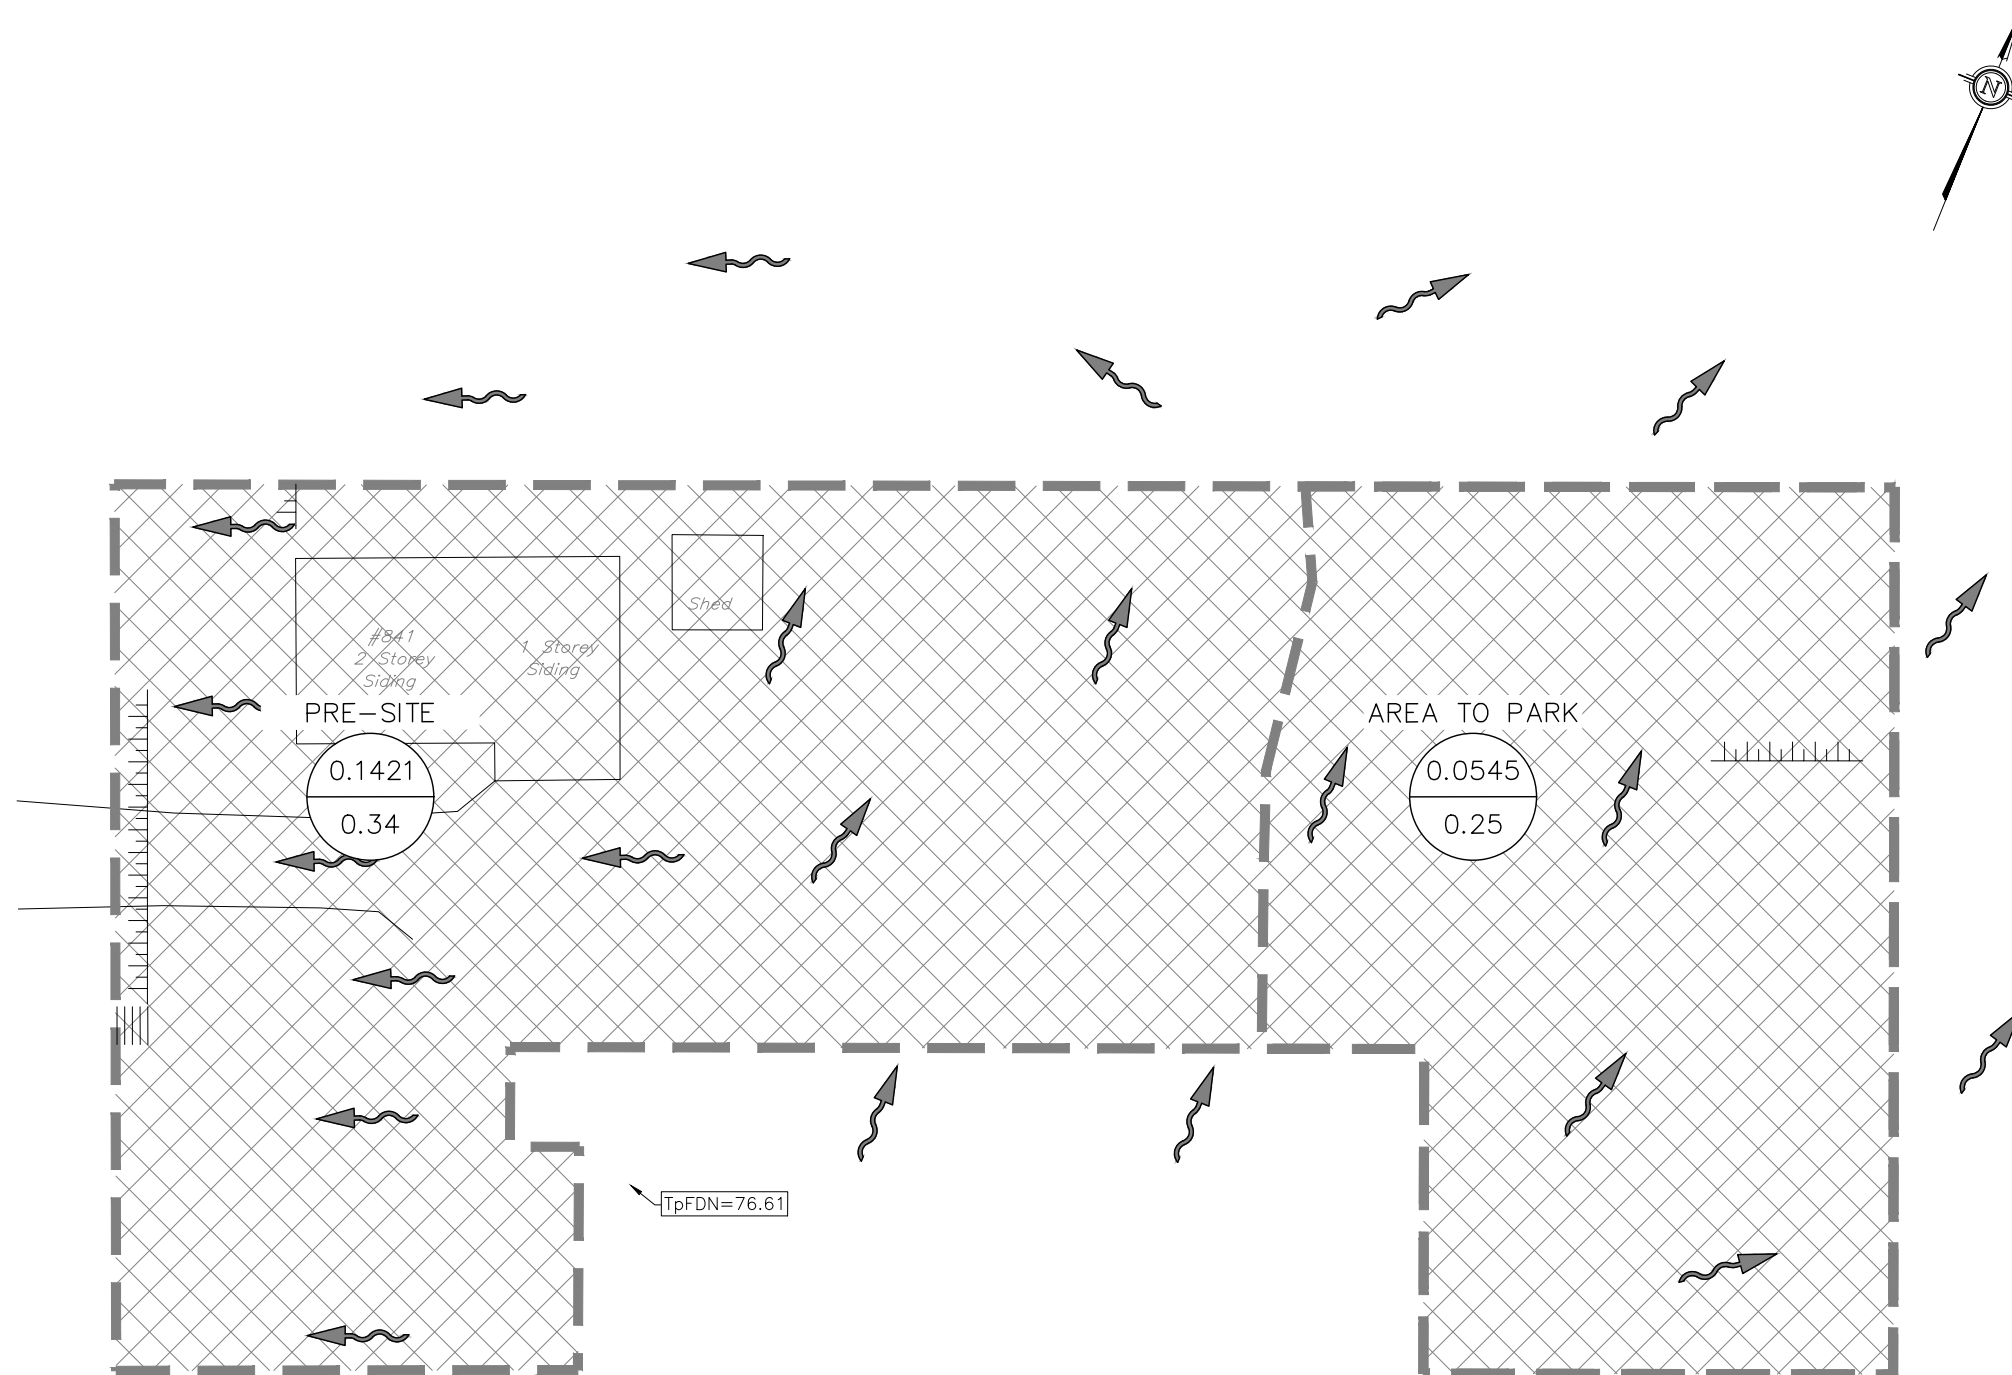 N
Shed
#841
2 Storey
Siding
1 Storey
Siding
PRE-SITE
0.1421
0.34
AREA TO PARK
0.0545
0.25
TpFDN=76.61